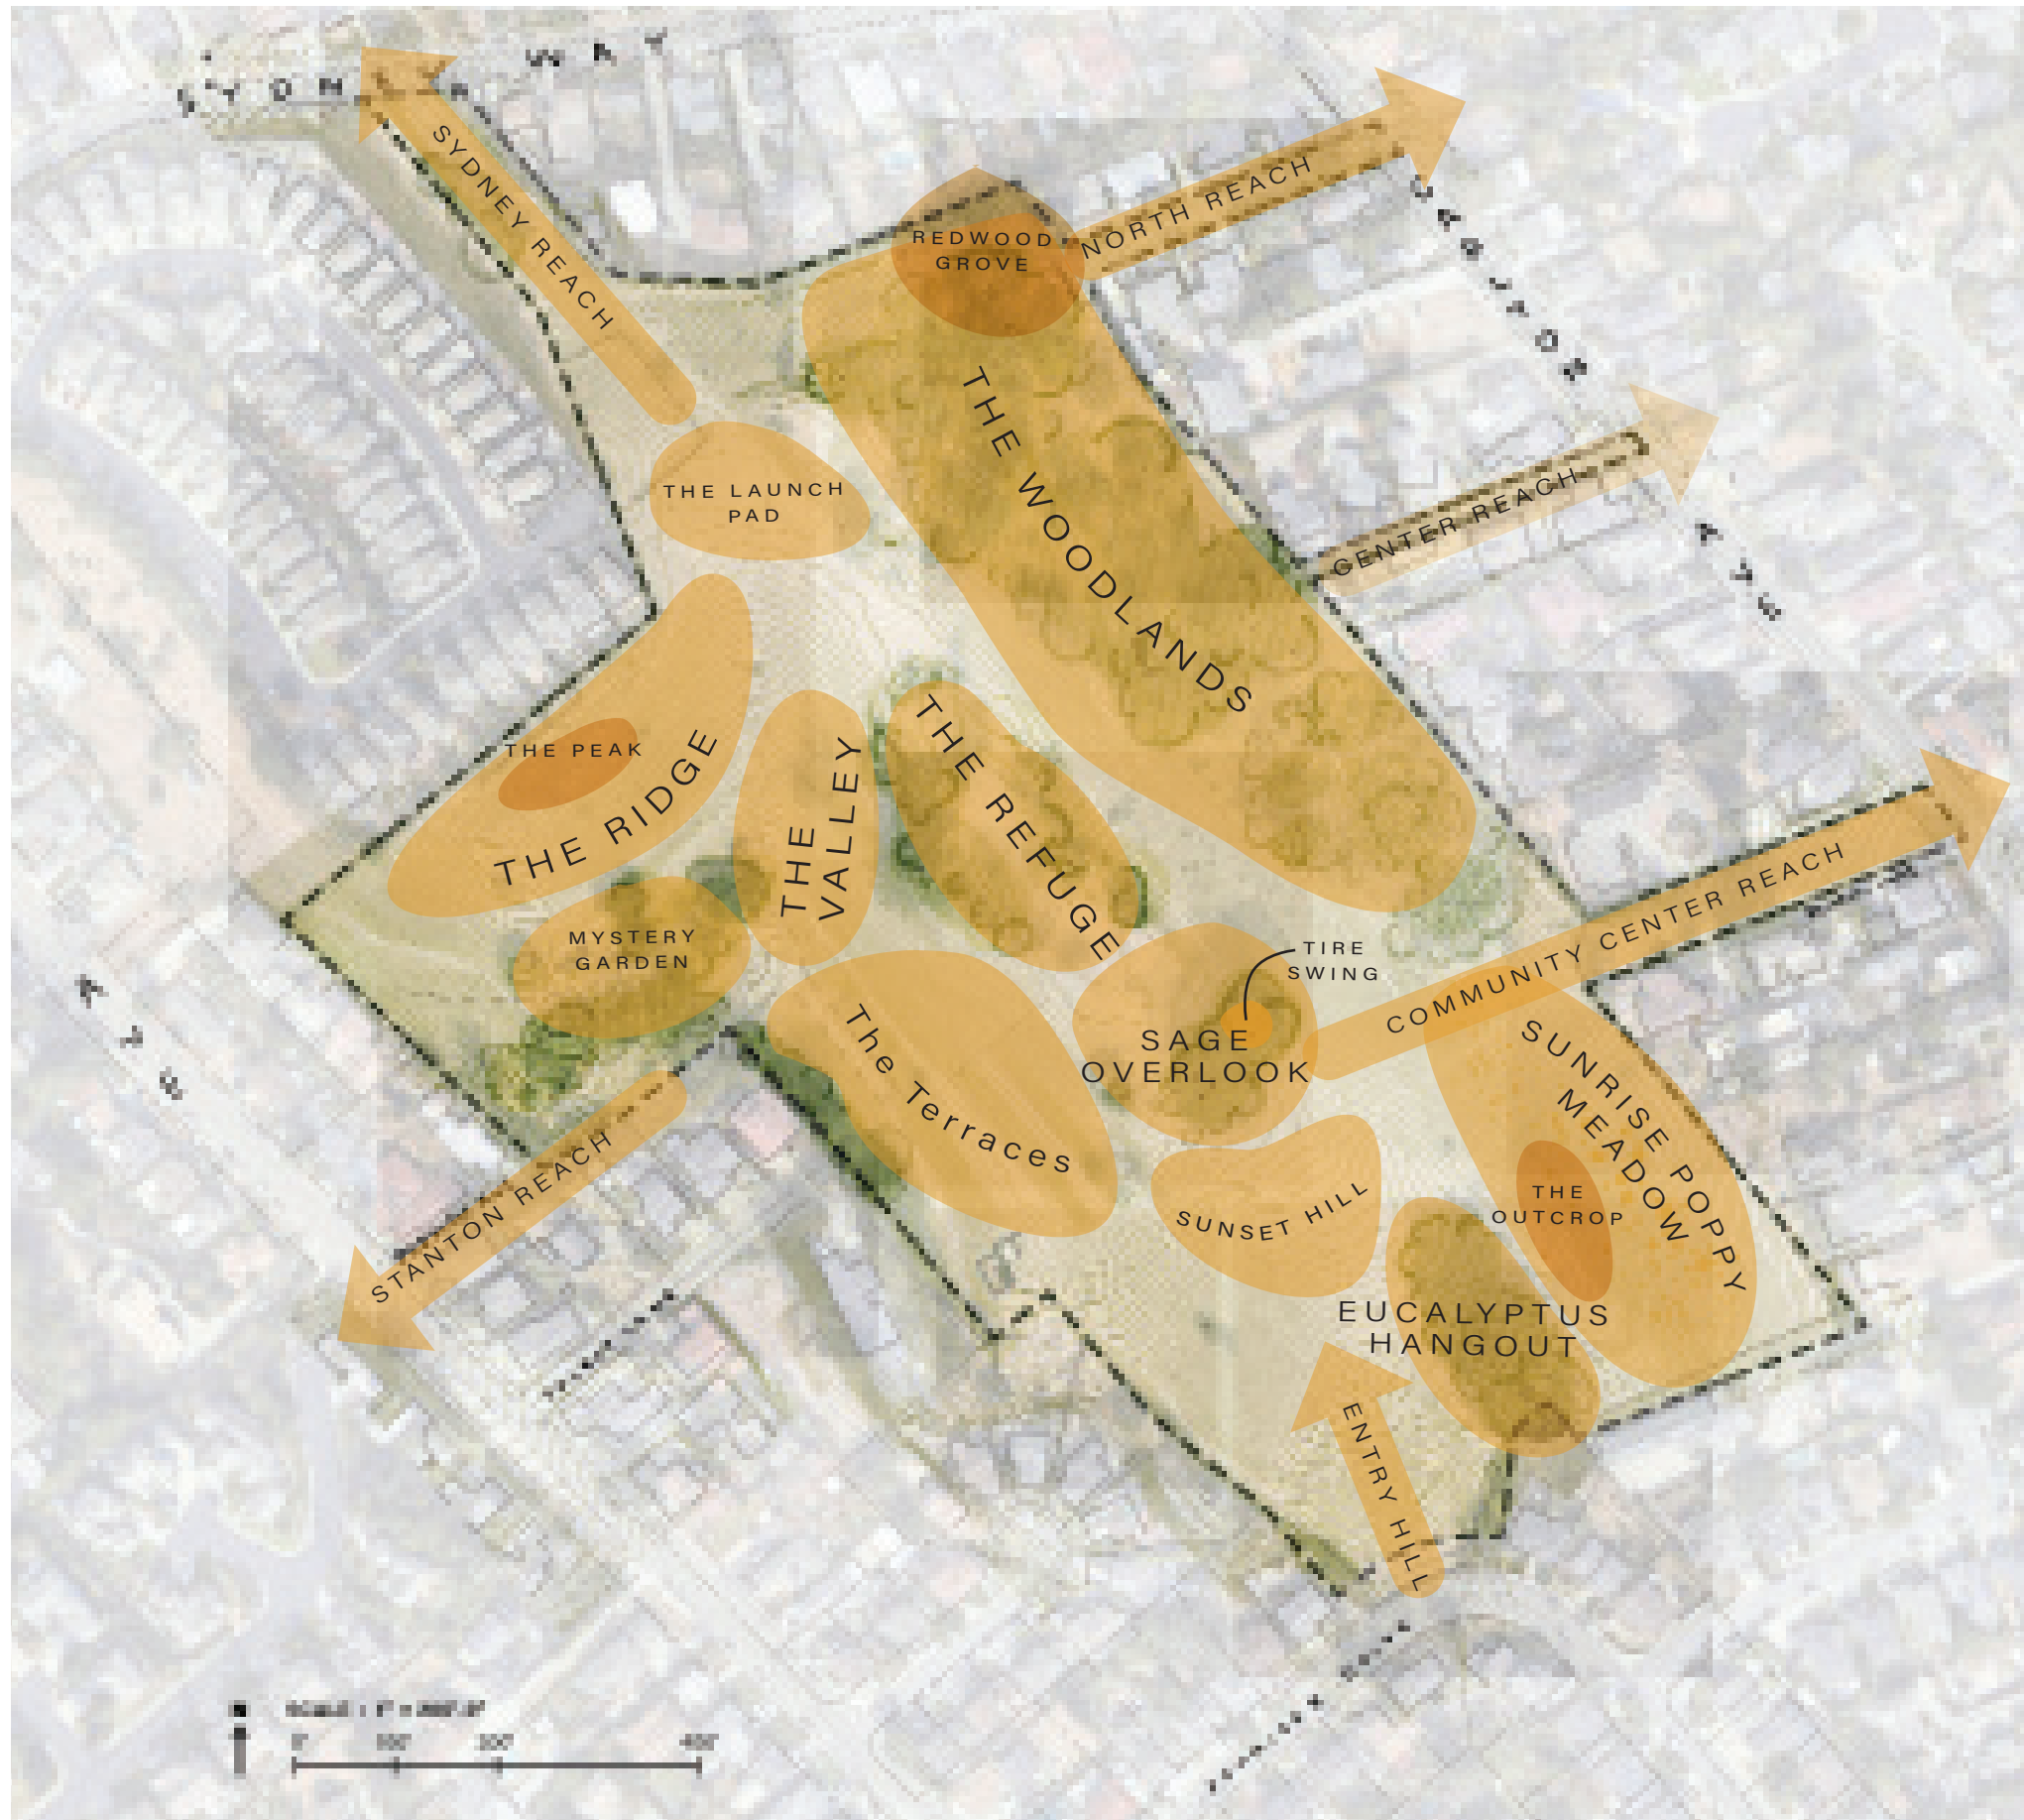 WAY
SYDNEY REACH
NORTH REACH
REDWOOD
GROVE
THE WOODLANDS
THE LAUNCH
PAD
CENTER REACH
AVE
THE PEAK
THE RIDGE
THE
VALLEY
THE REFUGE
MYSTERY
GARDEN
TIRE
SWING
COMMUNITY CENTER REACH
AVE
The Terraces
SAGE
OVERLOOK
SUNRISE POPPY
MEADOW
STANTON REACH
SUNSET HILL
THE
OUTCROP
EUCALYPTUS
HANGOUT
ENTRY HILL